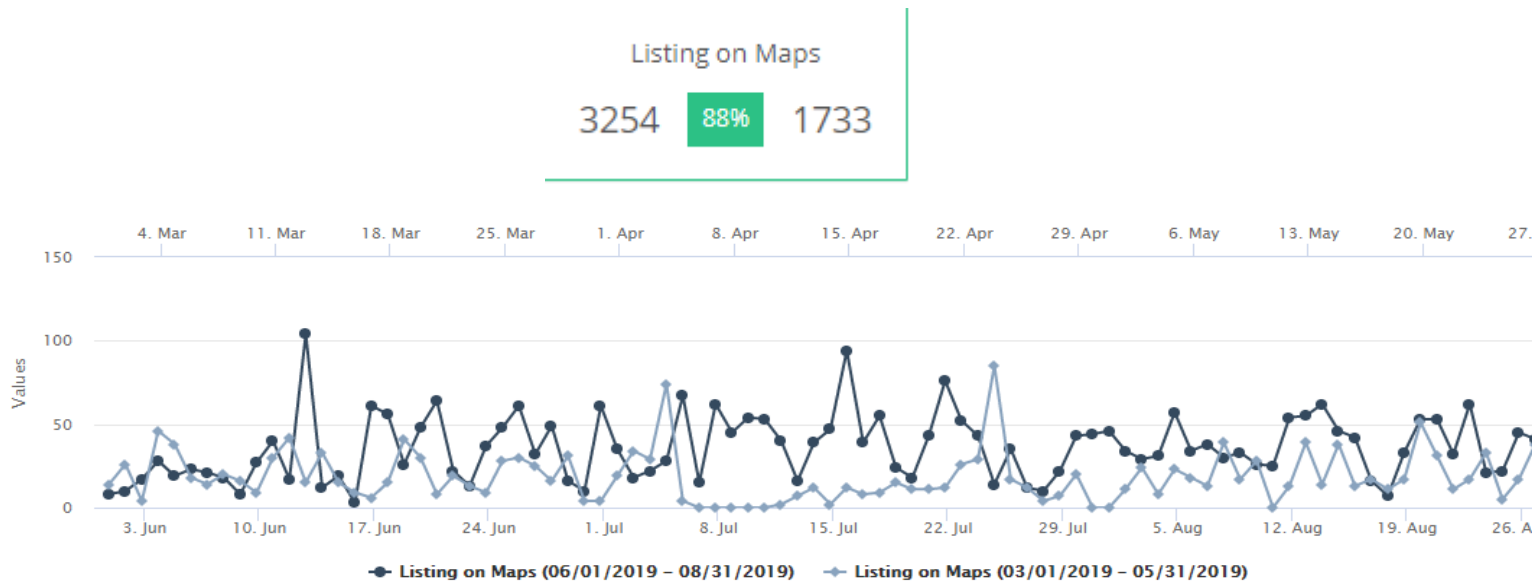 Listing on Maps
3254 88% 1733
4. Mar 11. Mar 18. Mar 25. Mar 1. Apr 8. Apr 15. Apr 22. Apr 29. Apr 6. May 13. May 20. May 27.
150
100
50
0
Values
3. Jun 10. Jun 17. Jun 24. Jun 1. Jul 8. Jul 15. Jul 22. Jul 29. Jul 5. Aug 12. Aug 19. Aug 26. A
Listing on Maps (06/01/2019 – 08/31/2019) Listing on Maps (03/01/2019 – 05/31/2019)